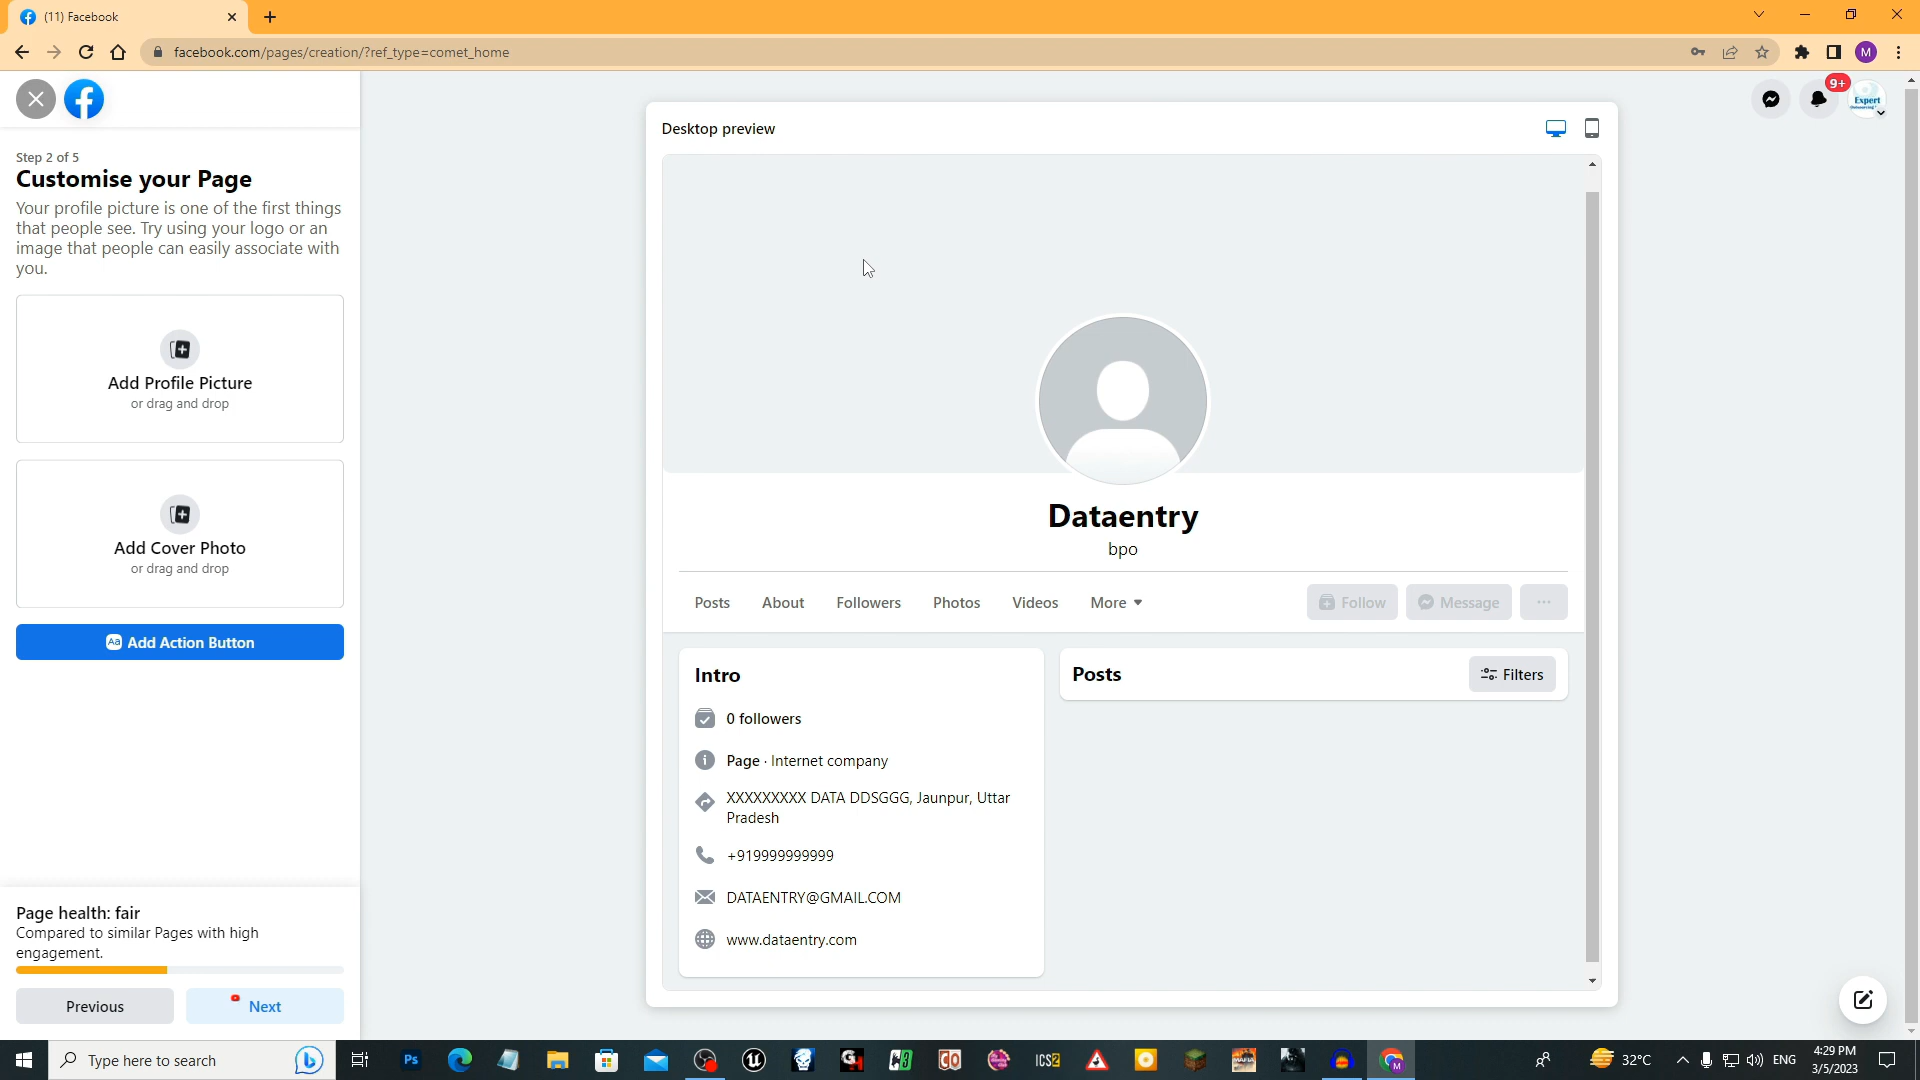 (11) Facebook
facebook.com/pages/creation/?ref_type=comet_home
M
9+
Expert
Step 2 of 5
Customise your Page
Your profile picture is one of the first things
that people see. Try using your logo or an
image that people can easily associate with
you.
Add Profile Picture
or drag and drop
Add Cover Photo
or drag and drop
Aa Add Action Button
Page health: fair
Compared to similar Pages with high
engagement.
Previous
Next
Desktop preview
Dataentry
bpo
Posts
About
Followers
Photos
Videos
More
Follow
Message
Intro
0 followers
Page · Internet company
XXXXXXXXX DATA DDSGGG, Jaunpur, Uttar
Pradesh
+919999999999
DATAENTRY@GMAIL.COM
www.dataentry.com
Posts
Filters
Type here to search
Ps
ICS2
M
32°C
ENG
4:29 PM
3/5/2023